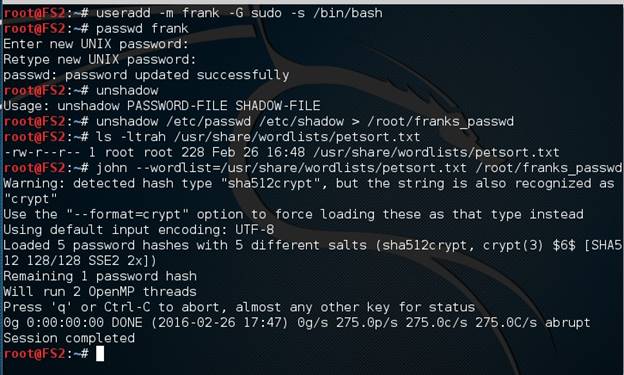 root@FS2:~# useradd -m frank -G sudo -s /bin/bash
root@FS2:~# passwd frank
Enter new UNIX password:
Retype new UNIX password:
passwd: password updated successfully
root@FS2:~# unshadow
Usage: unshadow PASSWORD-FILE SHADOW-FILE
root@FS2:~# unshadow /etc/passwd /etc/shadow > /root/franks_passwd
root@FS2:~# ls -ltrah /usr/share/wordlists/petsort.txt
-rw-r--r-- 1 root root 228 Feb 26 16:48 /usr/share/wordlists/petsort.txt
root@FS2:~# john --wordlist=/usr/share/wordlists/petsort.txt /root/franks_passwd
Warning: detected hash type "sha512crypt", but the string is also recognized as
"crypt"
Use the "--format=crypt" option to force loading these as that type instead
Using default input encoding: UTF-8
Loaded 5 password hashes with 5 different salts (sha512crypt, crypt(3) $6$ [SHA5
12 128/128 SSE2 2x])
Remaining 1 password hash
Will run 2 OpenMP threads
Press 'q' or Ctrl-C to abort, almost any other key for status
0g 0:00:00:00 DONE (2016-02-26 17:47) 0g/s 275.0p/s 275.0c/s 275.0C/s abrupt
Session completed
root@FS2:~#